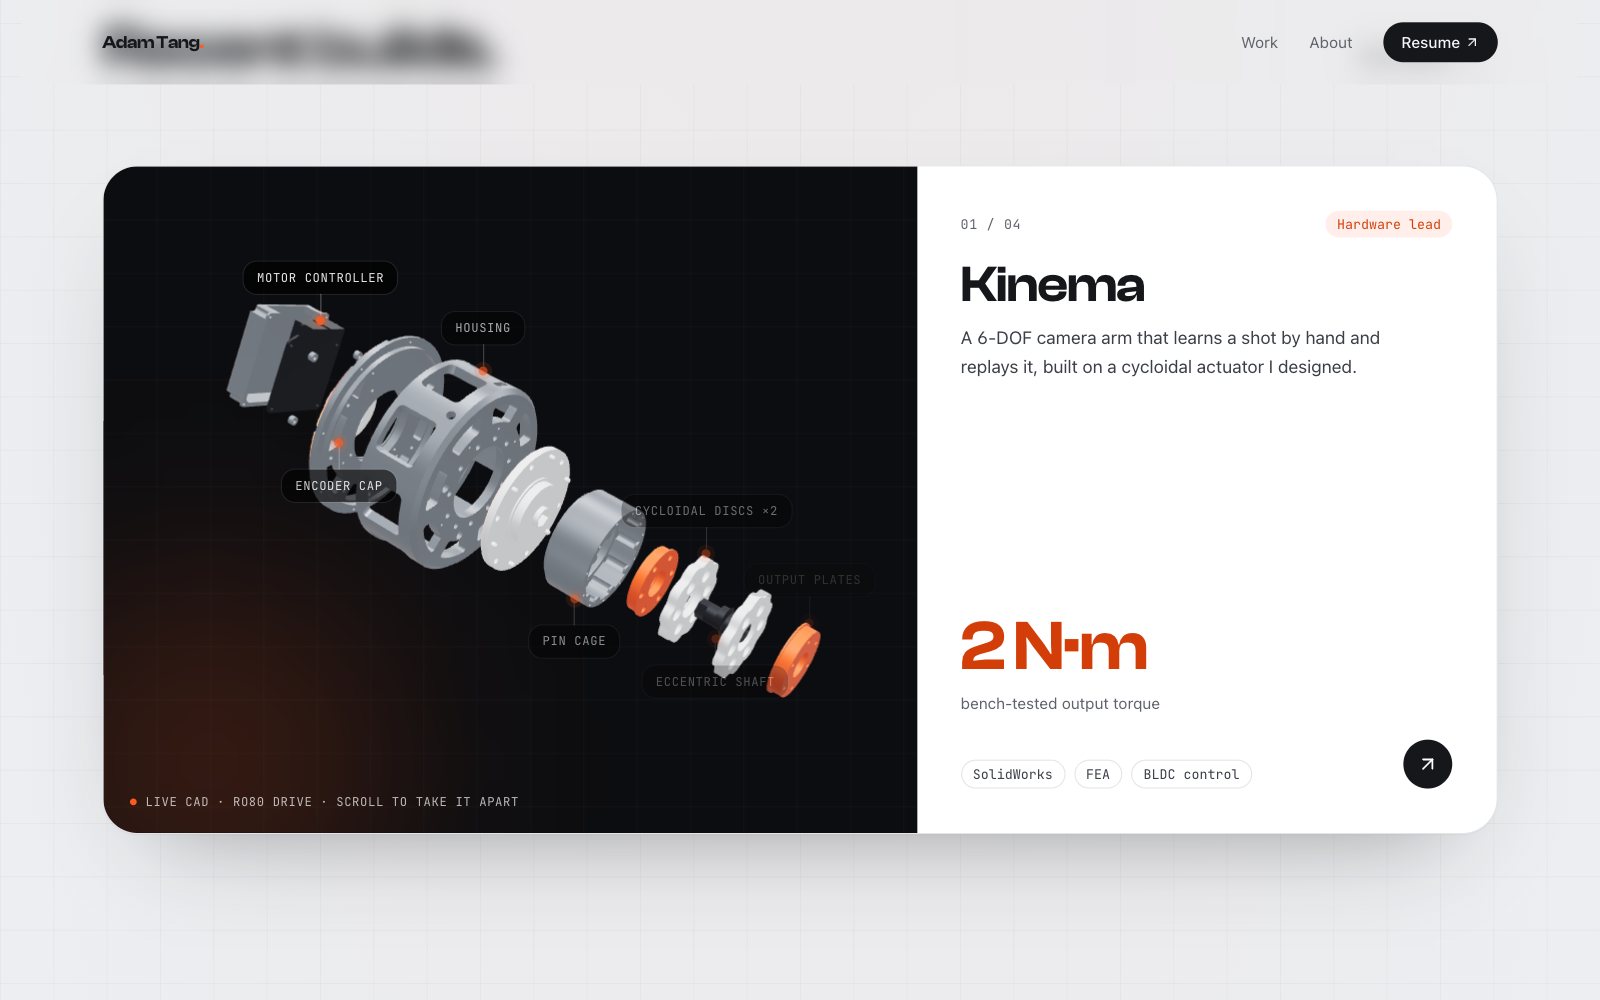 Adam Tang.
Work
About
Resume
MOTOR CONTROLLER
HOUSING
ENCODER CAP
CYCLOIDAL DISCS ×2
OUTPUT PLATES
PIN CAGE
ECCENTRIC SHAFT
LIVE CAD · RO80 DRIVE · SCROLL TO TAKE IT APART
01 / 04
Hardware lead
Kinema
A 6-DOF camera arm that learns a shot by hand and
replays it, built on a cycloidal actuator I designed.
2 N·m
bench-tested output torque
SolidWorks
FEA
BLDC control